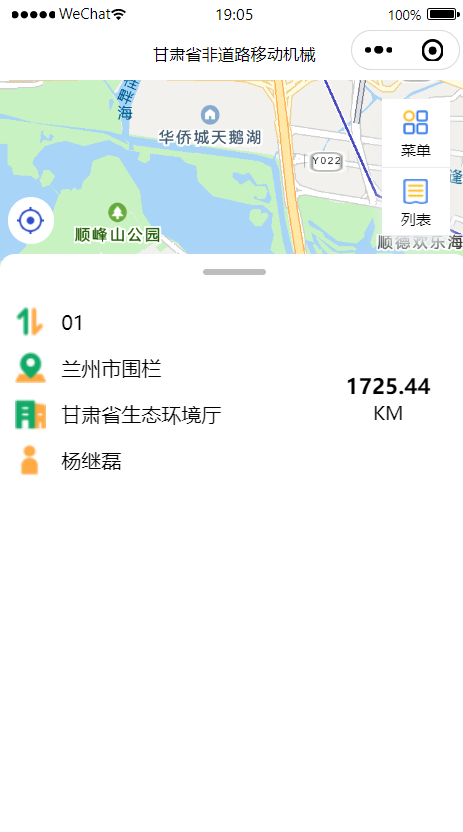 WeChat 19:05 100%
甘肃省非道路移动机械
华侨城天鹅湖
Y022
菜单
列表
顺峰山公园
顺德欢乐海
01
兰州市围栏
甘肃省生态环境厅
杨继磊
1725.44
KM